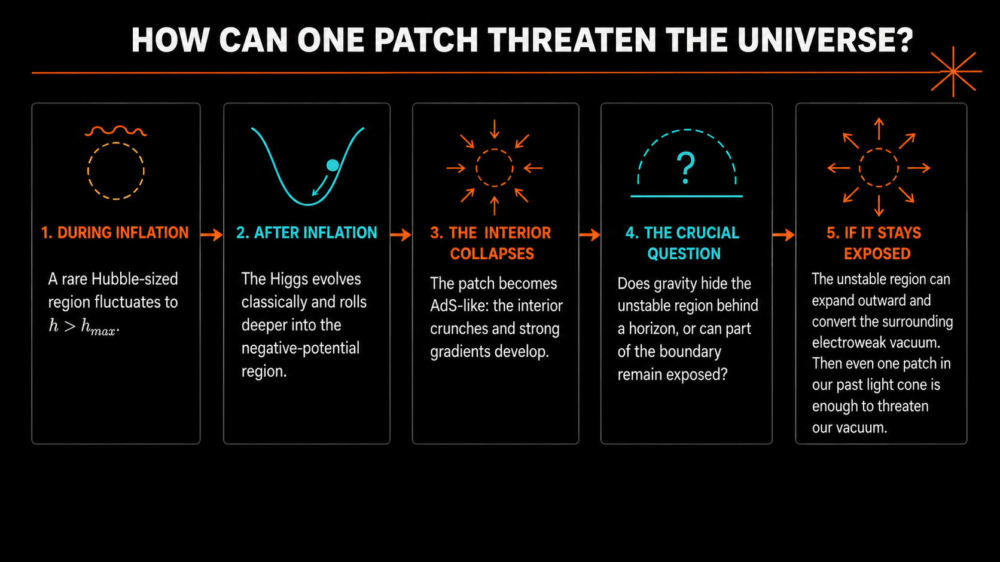 HOW CAN ONE PATCH THREATEN THE UNIVERSE?
1. DURING INFLATION
A rare Hubble-sized
region fluctuates to
h > h_max.
2. AFTER INFLATION
The Higgs evolves
classically and rolls
deeper into the
negative-potential
region.
3. THE INTERIOR
COLLAPSES
The patch becomes
AdS-like: the interior
crunches and strong
gradients develop.
?
4. THE CRUCIAL
QUESTION
Does gravity hide the
unstable region behind
a horizon, or can part
of the boundary
remain exposed?
5. IF IT STAYS
EXPOSED
The unstable region can
expand outward and
convert the surrounding
electroweak vacuum.
Then even one patch in
our past light cone is
enough to threaten
our vacuum.